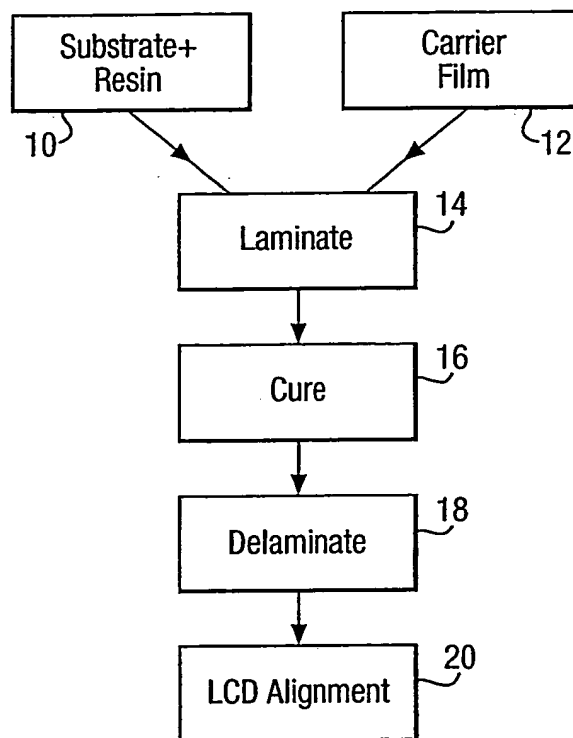 Substrate+
Resin
10
Carrier
Film
12
Laminate
14
Cure
16
Delaminate
18
LCD Alignment
20